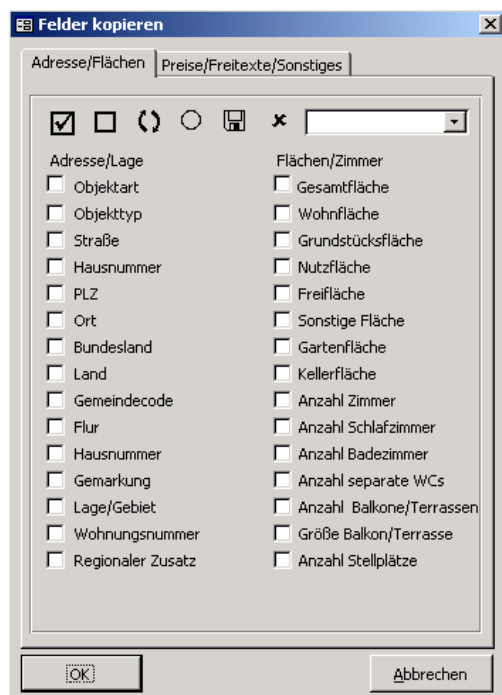 Felder kopieren
Adresse/Flächen
Preise/Freitexte/Sonstiges
Adresse/Lage
Objektart
Objekttyp
Straße
Hausnummer
PLZ
Ort
Bundesland
Land
Gemeindecode
Flur
Hausnummer
Gemarkung
Lage/Gebiet
Wohnungsnummer
Regionaler Zusatz
Flächen/Zimmer
Gesamtfläche
Wohnfläche
Grundstücksfläche
Nutzfläche
Freifläche
Sonstige Fläche
Gartenfläche
Kellerfläche
Anzahl Zimmer
Anzahl Schlafzimmer
Anzahl Badezimmer
Anzahl separate WCs
Anzahl Balkone/Terrassen
Größe Balkon/Terrasse
Anzahl Stellplätze
OK
Abbrechen